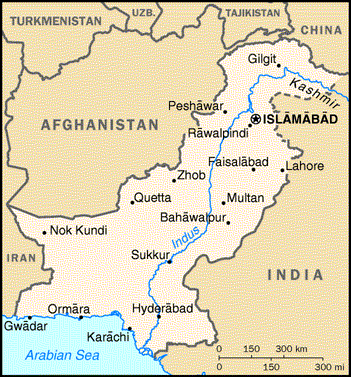 UZB.
TURKMENISTAN
TAJIKISTAN
CHINA
Gilgit
Kashmir
Peshāwar
ISLĀMĀBĀD
AFGHANISTAN
Rāwalpindi
Faisalābad
Lahore
Zhob
Quetta
Multan
Bahāwalpur
Nok Kundi
Indus
IRAN
Sukkur
INDIA
Ormāra
Hyderābad
Gwādar
Karāchi
Arabian Sea
0 150 300 km
0 150 300 mi